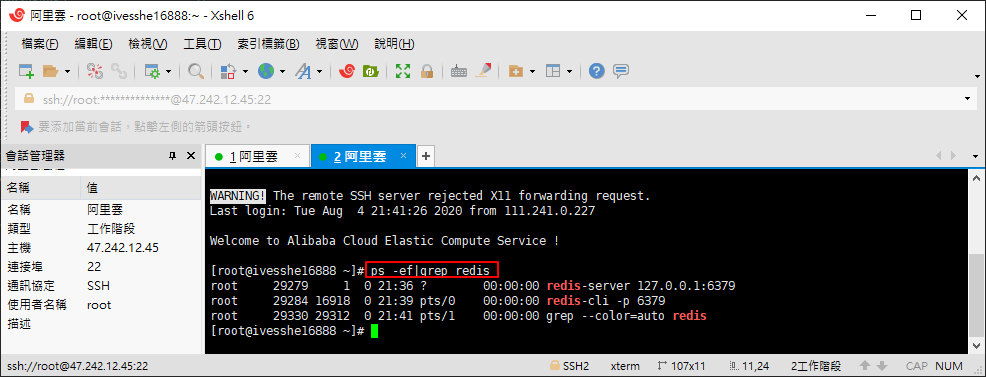 阿里雲 - root@ivesshe16888:~ - Xshell 6
檔案(F) 編輯(E) 檢視(V) 工具(T) 索引標籤(B) 視窗(W) 說明(H)
ssh://root:**************@47.242.12.45:22
要添加當前會話，點擊左側的箭頭按鈕。
會話管理器
1 阿里雲
2 阿里雲
名稱 值
名稱 阿里雲
類型 工作階段
主機 47.242.12.45
連接埠 22
通訊協定 SSH
使用者名稱 root
描述
WARNING! The remote SSH server rejected X11 forwarding request.
Last login: Tue Aug  4 21:41:26 2020 from 111.241.0.227
Welcome to Alibaba Cloud Elastic Compute Service !
[root@ivesshe16888 ~]# ps -ef|grep redis
root     29279     1  0 21:36 ?        00:00:00 redis-server 127.0.0.1:6379
root     29284 16918  0 21:39 pts/0    00:00:00 redis-cli -p 6379
root     29330 29312  0 21:41 pts/1    00:00:00 grep --color=auto redis
[root@ivesshe16888 ~]#
ssh://root@47.242.12.45:22 SSH2 xterm 107x11 11,24 2工作階段 CAP NUM